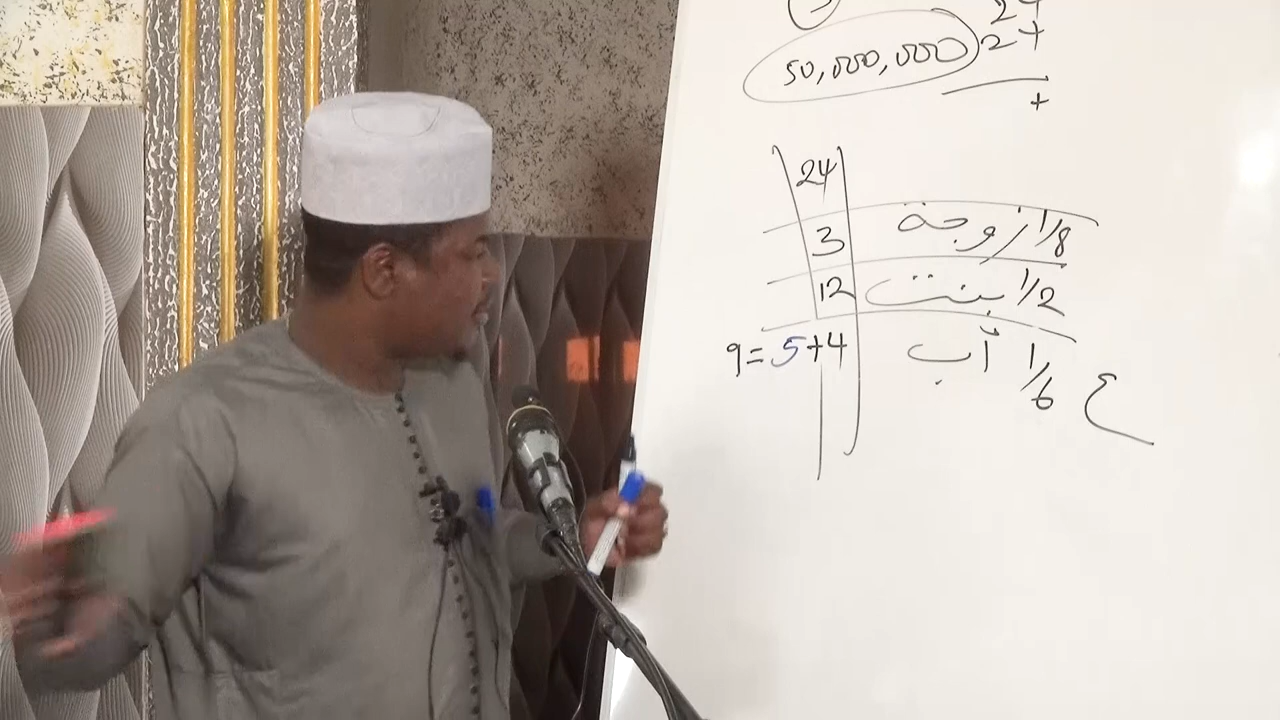 50,000,000
24
2+
+
24
3 زوجة 1/8
12 بنت 1/2
9=5+4 أب 1/6 ع